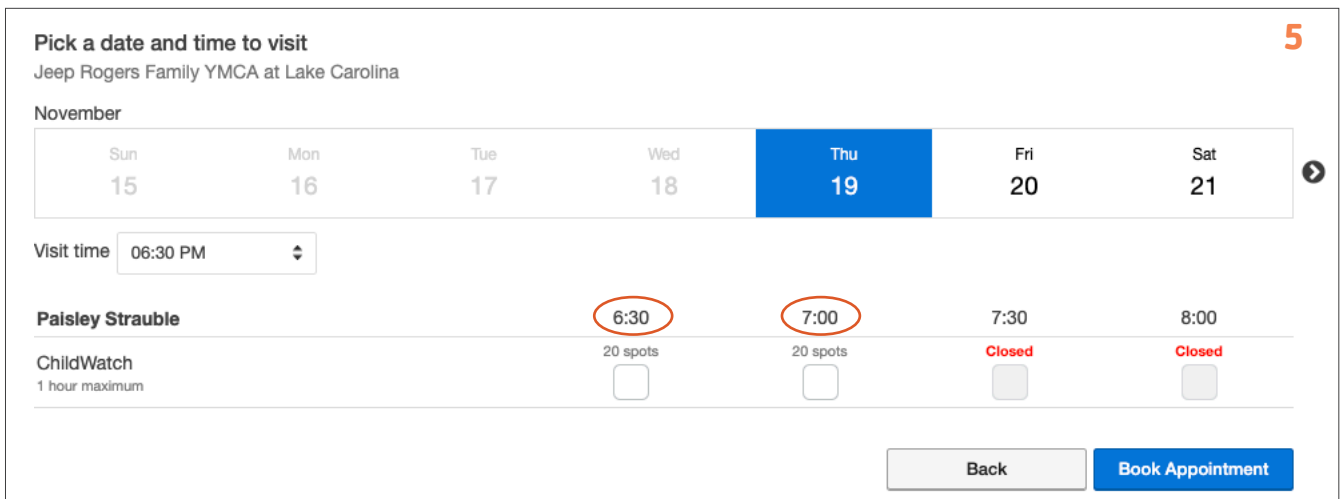 Pick a date and time to visit
5
Jeep Rogers Family YMCA at Lake Carolina
November
Sun Mon Tue Wed Thu Fri Sat
15 16 17 18 19 20 21
Visit time 06:30 PM
Paisley Strauble 6:30 7:00 7:30 8:00
20 spots 20 spots Closed Closed
ChildWatch
1 hour maximum
Back Book Appointment